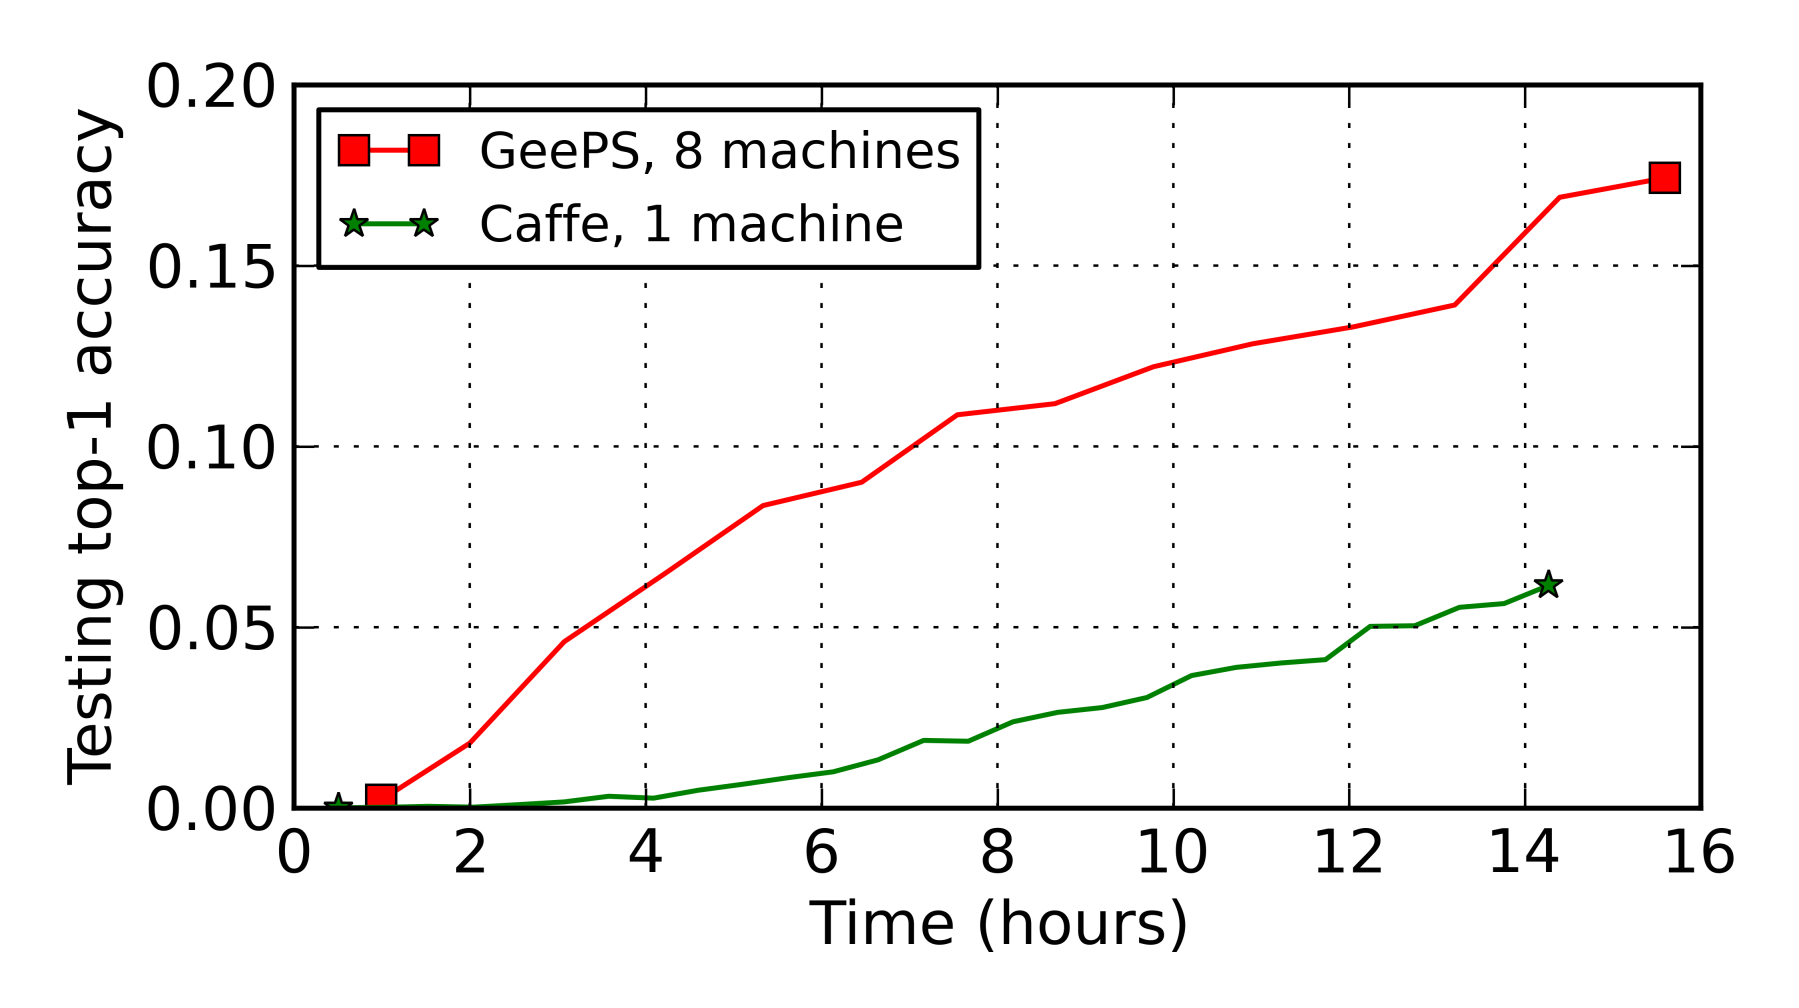 GeePS, 8 machines
Caffe, 1 machine
Testing top-1 accuracy
0.20
0.15
0.10
0.05
0.00
0 2 4 6 8 10 12 14 16
Time (hours)